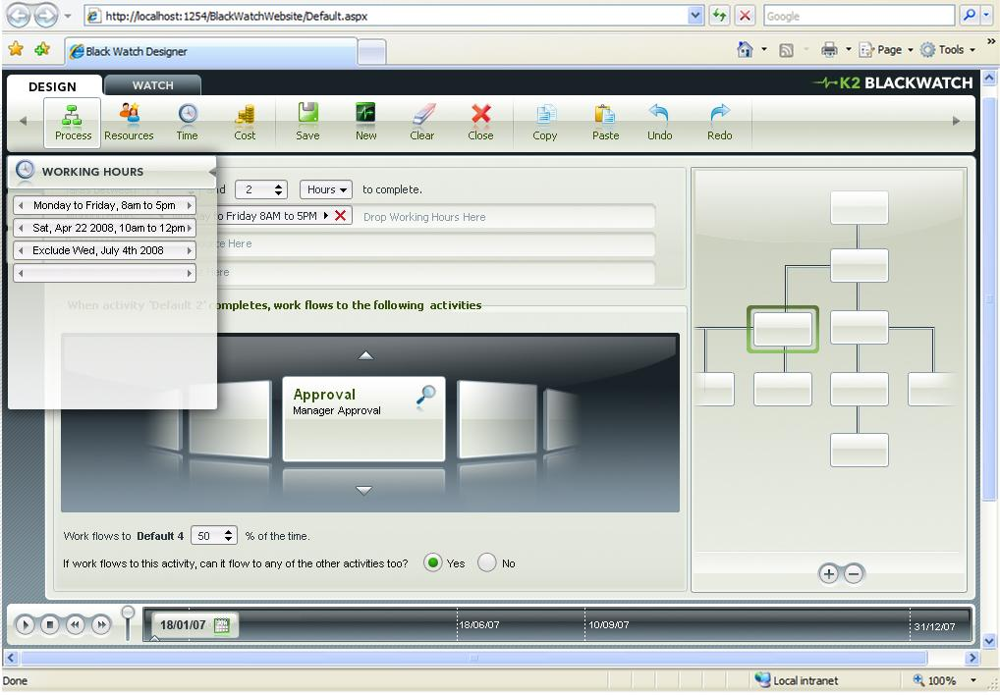 http://localhost:1254/BlackWatchWebsite/Default.aspx
Google
Black Watch Designer
Page
Tools
DESIGN
WATCH
K2 BLACKWATCH
Process
Resources
Time
Cost
Save
New
Clear
Close
Copy
Paste
Undo
Redo
WORKING HOURS
Monday to Friday, 8am to 5pm
Sat, Apr 22 2008, 10am to 12pm
Exclude Wed, July 4th 2008
2 Hours to complete.
to Friday 8AM to 5PM Drop Working Hours Here
Here
Here
When activity 'Default 2' completes, work flows to the following activities
Approval
Manager Approval
Work flows to Default 4 50 % of the time.
If work flows to this activity, can it flow to any of the other activities too? Yes No
18/01/07
18/06/07
10/09/07
31/12/07
Done
Local intranet
100%